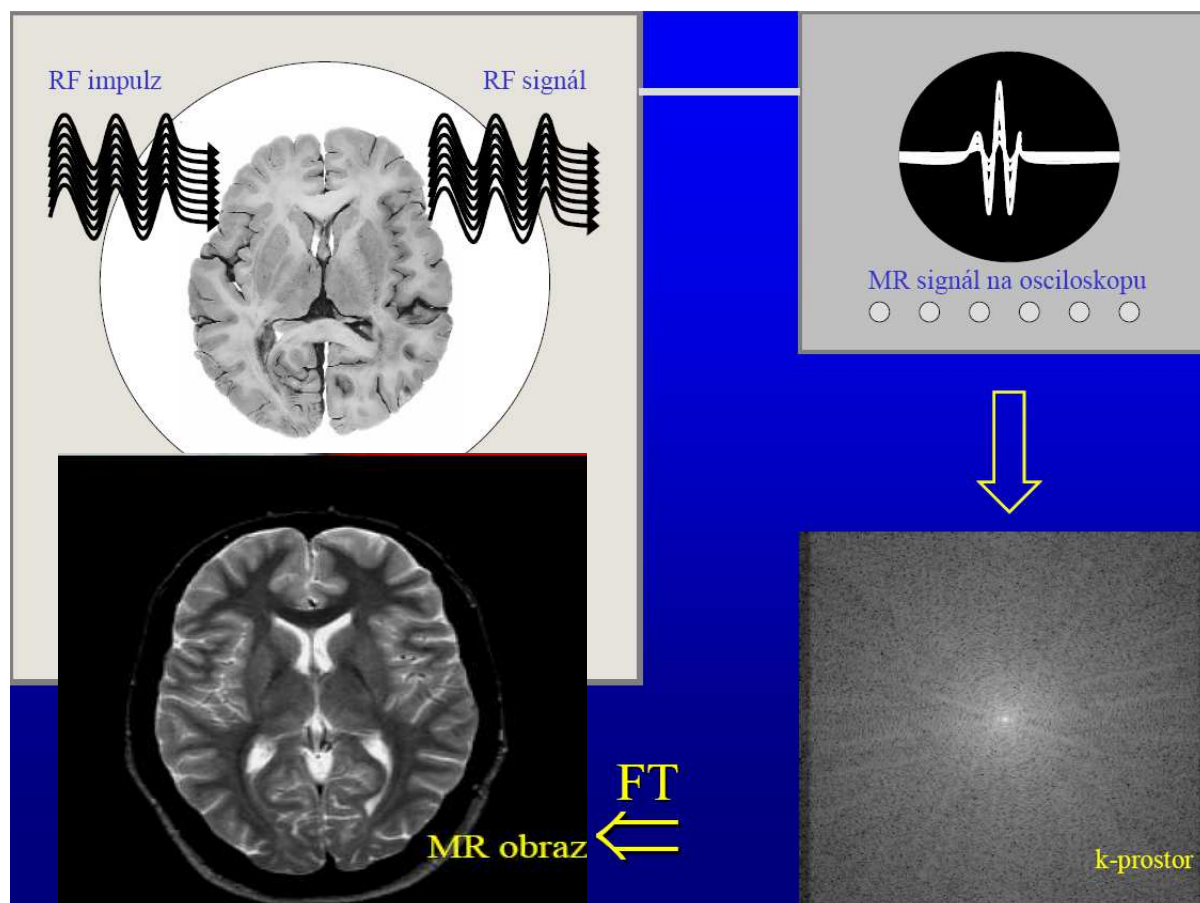 RF impulz
RF signál
MR signál na osciloskopu
FT
MR obraz
k-prostor